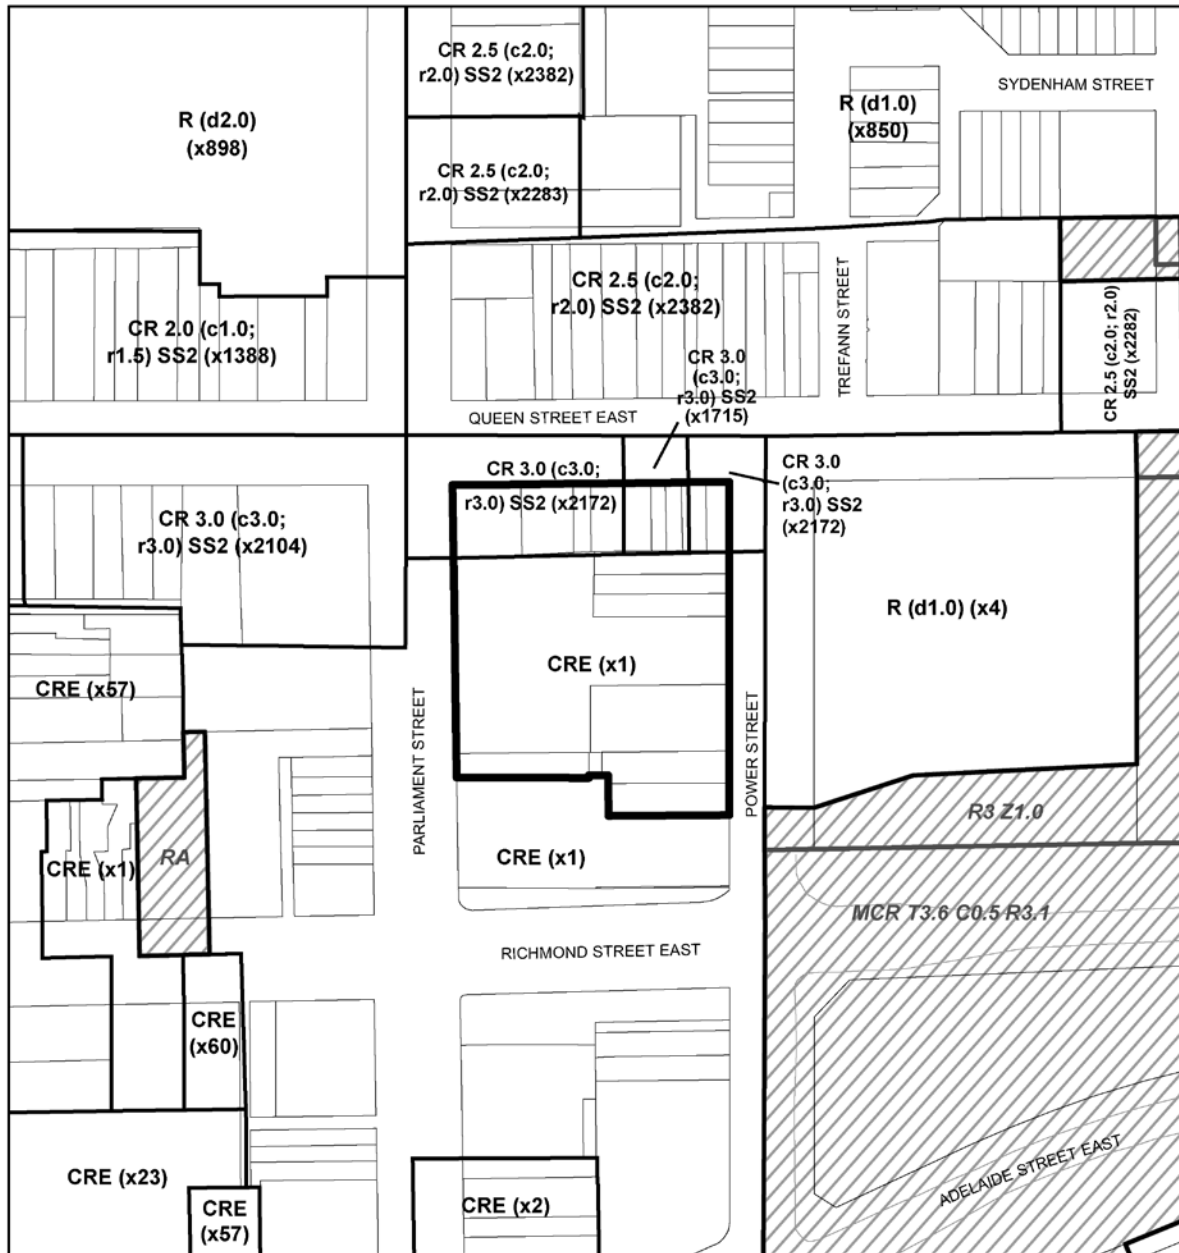 CR 2.5 (c2.0;
r2.0) SS2 (x2382)
SYDENHAM STREET
R (d2.0)
(x898)
R (d1.0)
(x850)
CR 2.5 (c2.0;
r2.0) SS2 (x2283)
CR 2.5 (c2.0;
r2.0) SS2 (x2382)
TREFANN STREET
CR 2.5 (c2.0; r2.0)
SS2 (x2282)
CR 2.0 (c1.0;
r1.5) SS2 (x1388)
CR 3.0
(c3.0;
r3.0) SS2
(x1715)
QUEEN STREET EAST
CR 3.0 (c3.0;
r3.0) SS2 (x2172)
CR 3.0
(c3.0;
r3.0) SS2
(x2172)
CR 3.0 (c3.0;
r3.0) SS2 (x2104)
R (d1.0) (x4)
CRE (x1)
CRE (x57)
PARLIAMENT STREET
POWER STREET
R3 Z1.0
CRE (x1)
RA
CRE (x1)
MCR T3.6 C0.5 R3.1
RICHMOND STREET EAST
CRE
(x60)
ADELAIDE STREET EAST
CRE (x23)
CRE
(x57)
CRE (x2)